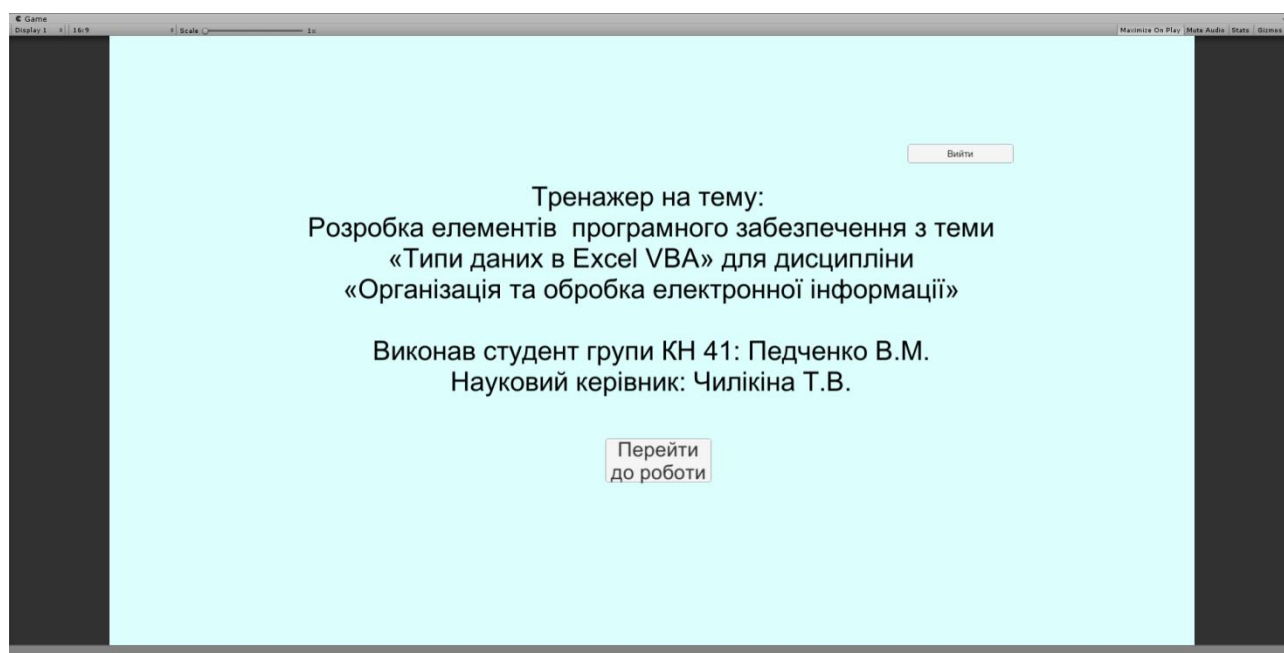 Game
Display 1 16:9 Scale 1x Maximize On Play Mute Audio Stats Gizmos
Вийти
Тренажер на тему:
Розробка елементів програмного забезпечення з теми
«Типи даних в Excel VBA» для дисципліни
«Організація та обробка електронної інформації»
Виконав студент групи КН 41: Педченко В.М.
Науковий керівник: Чилікіна Т.В.
Перейти
до роботи